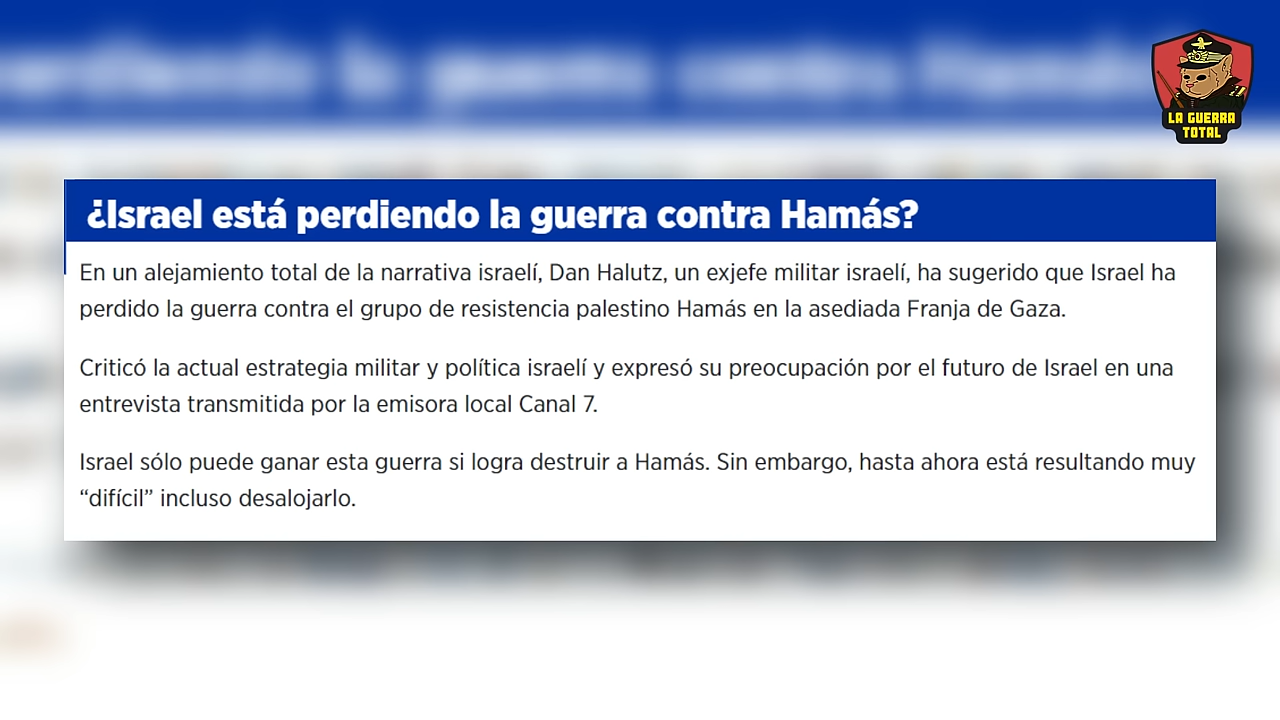 LA GUERRA
TOTAL
¿Israel está perdiendo la guerra contra Hamás?
En un alejamiento total de la narrativa israelí, Dan Halutz, un exjefe militar israelí, ha sugerido que Israel ha
perdido la guerra contra el grupo de resistencia palestino Hamás en la asediada Franja de Gaza.
Criticó la actual estrategia militar y política israelí y expresó su preocupación por el futuro de Israel en una
entrevista transmitida por la emisora local Canal 7.
Israel sólo puede ganar esta guerra si logra destruir a Hamás. Sin embargo, hasta ahora está resultando muy
“difícil” incluso desalojarlo.